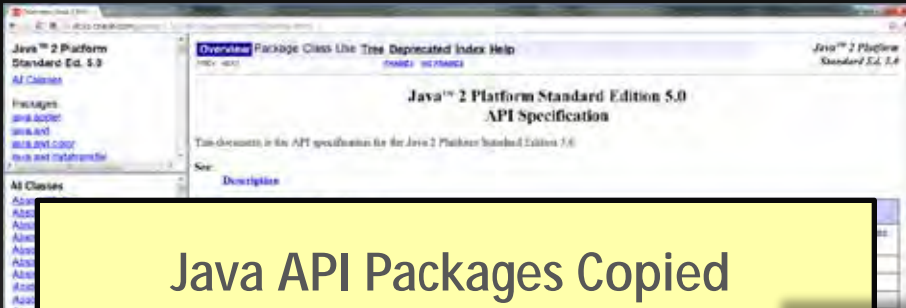 Java™ 2 Platform
Standard Ed. 5.0
All Classes
Packages
java.applet
java.awt
java.awt.color
java.awt.datatransfer
All Classes
Overview Package Class Use Tree Deprecated Index Help
PREV NEXT
FRAMES NO FRAMES
Java™ 2 Platform
Standard Ed. 5.0
Java™ 2 Platform Standard Edition 5.0
API Specification
This document is the API specification for the Java 2 Platform Standard Edition 5.0.
See:
Description
Java API Packages Copied